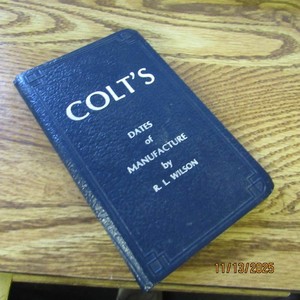 COLT'S
DATES
of
MANUFACTURE
by
R. L. WILSON
11/13/2025